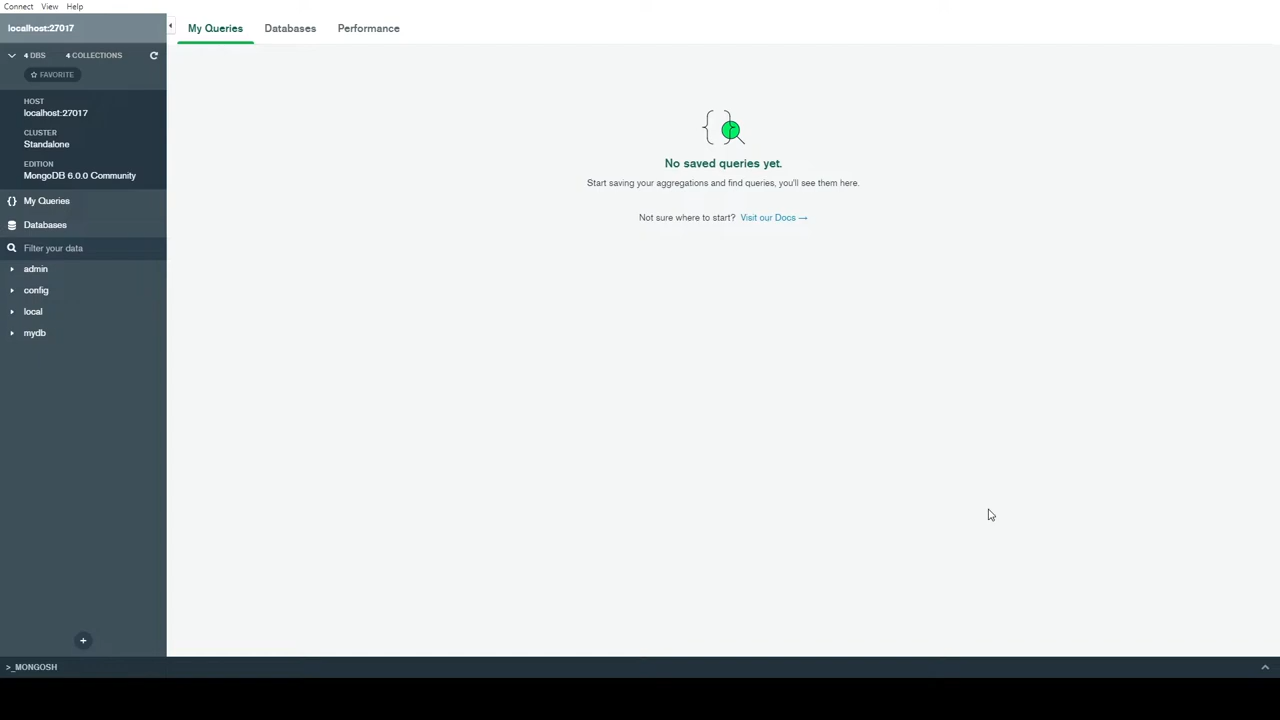 Connect View Help
localhost:27017
My Queries Databases Performance
4 DBS 4 COLLECTIONS
FAVORITE
HOST
localhost:27017
CLUSTER
Standalone
EDITION
MongoDB 6.0.0 Community
{} My Queries
Databases
Filter your data
admin
config
local
mydb
No saved queries yet.
Start saving your aggregations and find queries, you'll see them here.
Not sure where to start? Visit our Docs →
+
>_MONGOSH